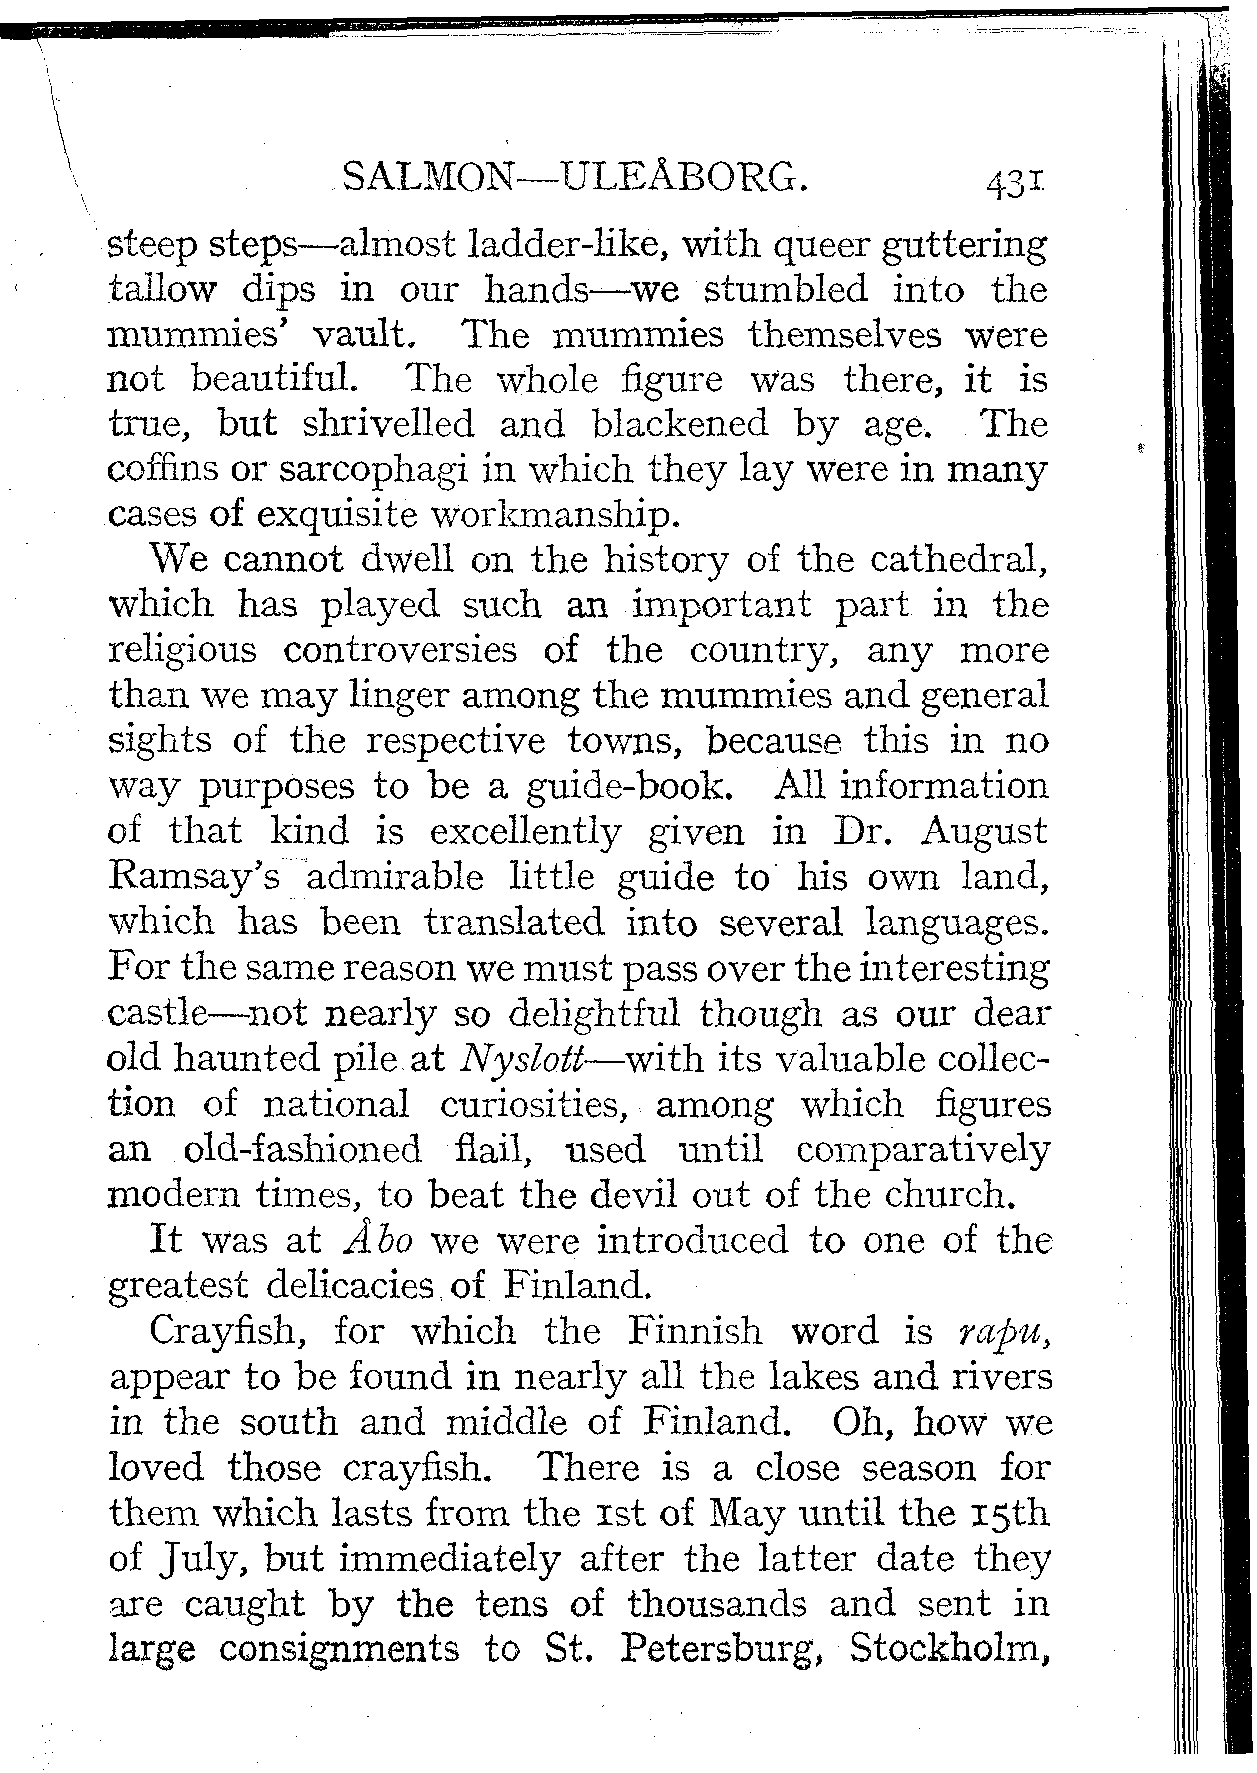 SALMON—ULEÅBORG. 431
steep steps—almost ladder-like, with queer guttering
tallow dips in our hands—we stumbled into the
mummies' vault. The mummies themselves were
not beautiful. The whole figure was there, it is
true, but shrivelled and blackened by age. The
coffins or sarcophagi in which they lay were in many
cases of exquisite workmanship.
We cannot dwell on the history of the cathedral,
which has played such an important part in the
religious controversies of the country, any more
than we may linger among the mummies and general
sights of the respective towns, because this in no
way purposes to be a guide-book. All information
of that kind is excellently given in Dr. August
Ramsay's admirable little guide to his own land,
which has been translated into several languages.
For the same reason we must pass over the interesting
castle—not nearly so delightful though as our dear
old haunted pile at Nyslott—with its valuable collec-
tion of national curiosities, among which figures
an old-fashioned flail, used until comparatively
modern times, to beat the devil out of the church.
It was at Åbo we were introduced to one of the
greatest delicacies of Finland.
Crayfish, for which the Finnish word is rapu,
appear to be found in nearly all the lakes and rivers
in the south and middle of Finland. Oh, how we
loved those crayfish. There is a close season for
them which lasts from the 1st of May until the 15th
of July, but immediately after the latter date they
are caught by the tens of thousands and sent in
large consignments to St. Petersburg, Stockholm,